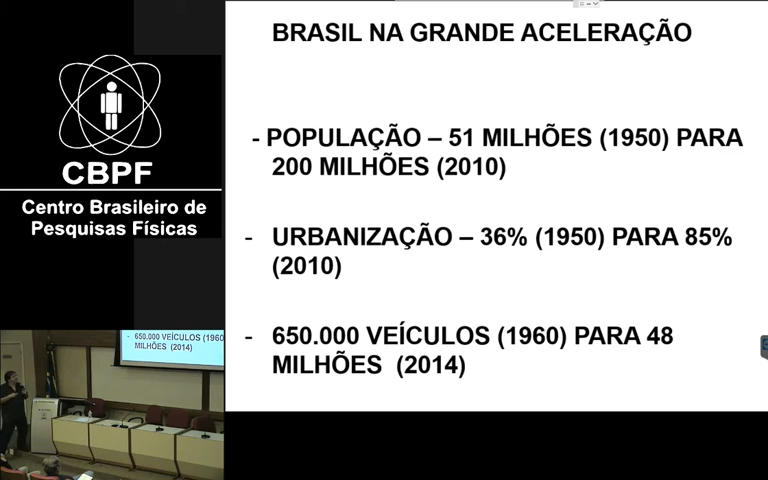 BRASIL NA GRANDE ACELERAÇÃO
- POPULAÇÃO – 51 MILHÕES (1950) PARA
200 MILHÕES (2010)
- URBANIZAÇÃO – 36% (1950) PARA 85%
(2010)
- 650.000 VEÍCULOS (1960) PARA 48
MILHÕES (2014)
CBPF
Centro Brasileiro de
Pesquisas Físicas
- 650.000 VEÍCULOS (1960
MILHÕES (2014)